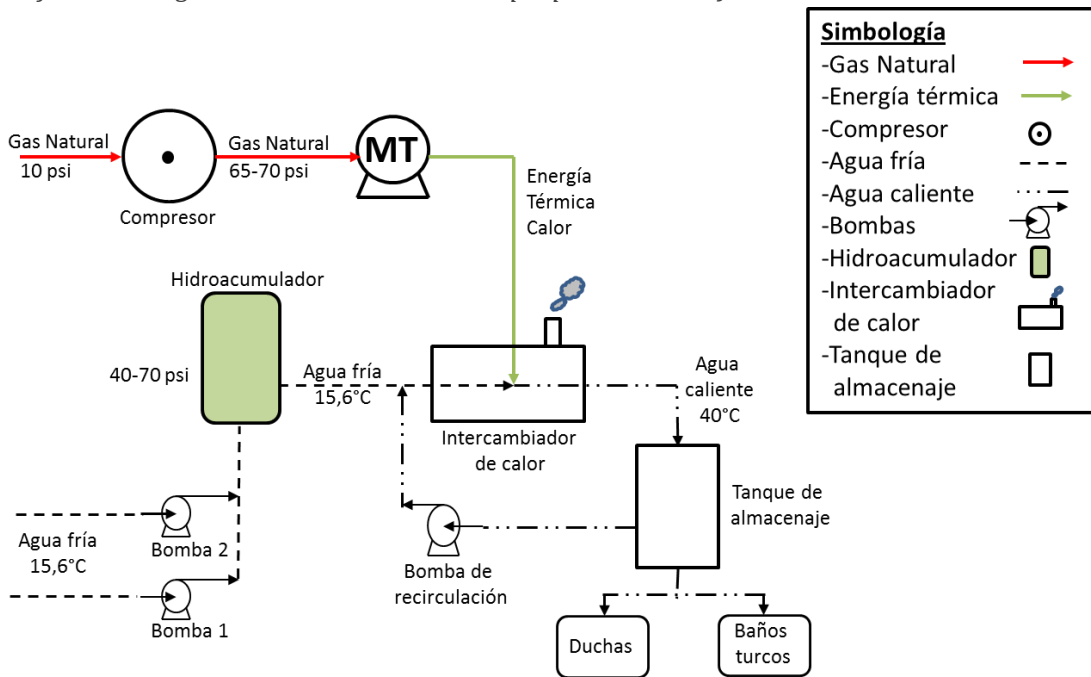 Gas Natural
10 psi
Compresor
Gas Natural
65-70 psi
MT
Energía
Térmica
Calor
Hidroacumulador
40-70 psi
Agua fría
15,6°C
Intercambiador
de calor
Agua
caliente
40°C
Tanque de
almacenaje
Agua fría
15,6°C
Bomba 2
Bomba 1
Bomba de
recirculación
Duchas
Baños
turcos
Simbología
-Gas Natural
-Energía térmica
-Compresor
-Agua fría
-Agua caliente
-Bombas
-Hidroacumulador
-Intercambiador
de calor
-Tanque de
almacenaje